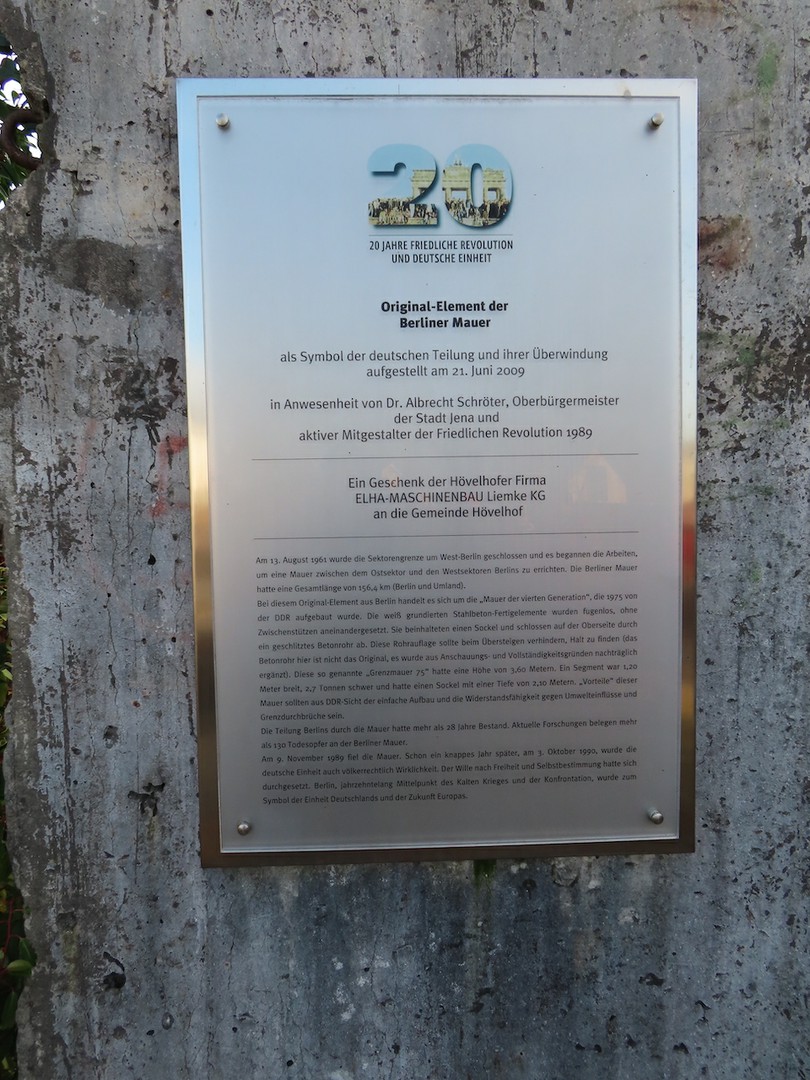 20
20 JAHRE FRIEDLICHE REVOLUTION
UND DEUTSCHE EINHEIT
Original-Element der
Berliner Mauer
als Symbol der deutschen Teilung und ihrer Überwindung
aufgestellt am 21. Juni 2009
in Anwesenheit von Dr. Albrecht Schröter, Oberbürgermeister
der Stadt Jena und
aktiver Mitgestalter der Friedlichen Revolution 1989
Ein Geschenk der Hövelhofer Firma
ELHA-MASCHINENBAU Liemke KG
an die Gemeinde Hövelhof
Am 13. August 1961 wurde die Sektorengrenze um West-Berlin geschlossen und es begannen die Arbeiten,
um eine Mauer zwischen dem Ostsektor und den Westsektoren Berlins zu errichten. Die Berliner Mauer
hatte eine Gesamtlänge von 156,4 km (Berlin und Umland).
Bei diesem Original-Element aus Berlin handelt es sich um die „Mauer der vierten Generation“, die 1975 von
der DDR aufgebaut wurde. Die weiß grundierten Stahlbeton-Fertigelemente wurden fugenlos, ohne
Zwischenstützen aneinandergesetzt. Sie beinhalteten einen Sockel und schlossen auf der Oberseite durch
ein geschlitztes Betonrohr ab. Diese Rohrauflage sollte beim Übersteigen verhindern, Halt zu finden (das
Betonrohr hier ist nicht das Original, es wurde aus Anschauungs- und Vollständigkeitsgründen nachträglich
ergänzt). Diese so genannte „Grenzmauer 75“ hatte eine Höhe von 3,60 Metern. Ein Segment war 1,20
Meter breit, 2,7 Tonnen schwer und hatte einen Sockel mit einer Tiefe von 2,10 Metern. „Vorteile“ dieser
Mauer sollten aus DDR-Sicht der einfache Aufbau und die Widerstandsfähigkeit gegen Umwelteinflüsse und
Grenzdurchbrüche sein.
Die Teilung Berlins durch die Mauer hatte mehr als 28 Jahre Bestand. Aktuelle Forschungen belegen mehr
als 130 Todesopfer an der Berliner Mauer.
Am 9. November 1989 fiel die Mauer. Schon ein knappes Jahr später, am 3. Oktober 1990, wurde die
deutsche Einheit auch völkerrechtlich Wirklichkeit. Der Wille nach Freiheit und Selbstbestimmung hatte sich
durchgesetzt. Berlin, jahrzehntelang Mittelpunkt des Kalten Krieges und der Konfrontation, wurde zum
Symbol der Einheit Deutschlands und der Zukunft Europas.